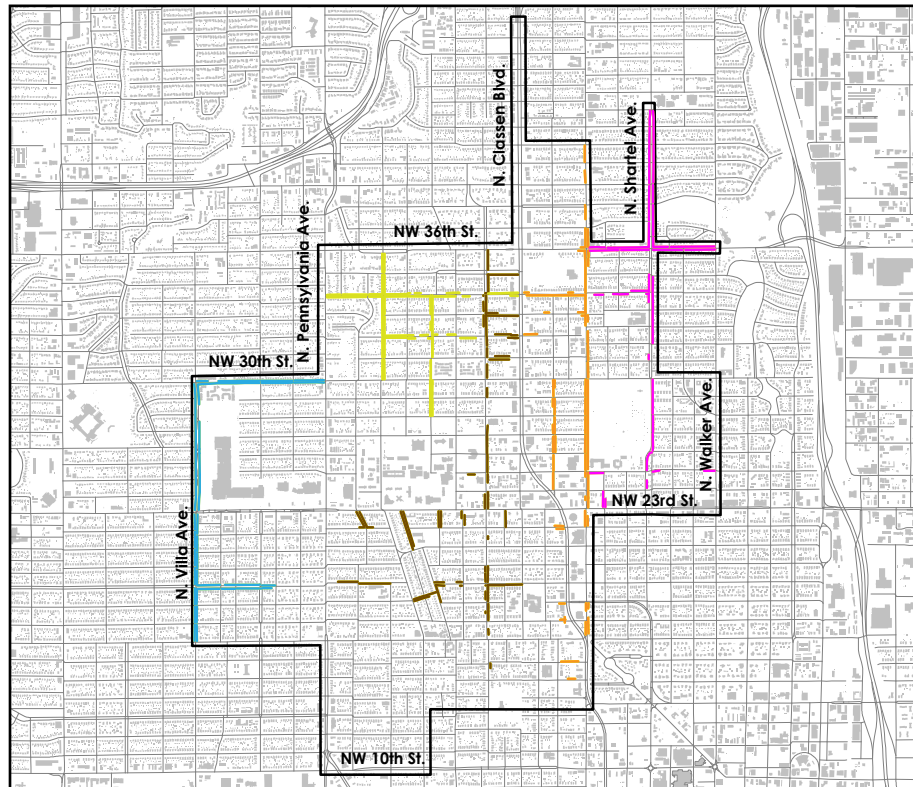 N. Classen Blvd.
N. Shartel Ave.
N. Pennsylvania Ave.
NW 36th St.
NW 30th St.
N. Walker Ave.
NW 23rd St.
N. Villa Ave.
NW 10th St.